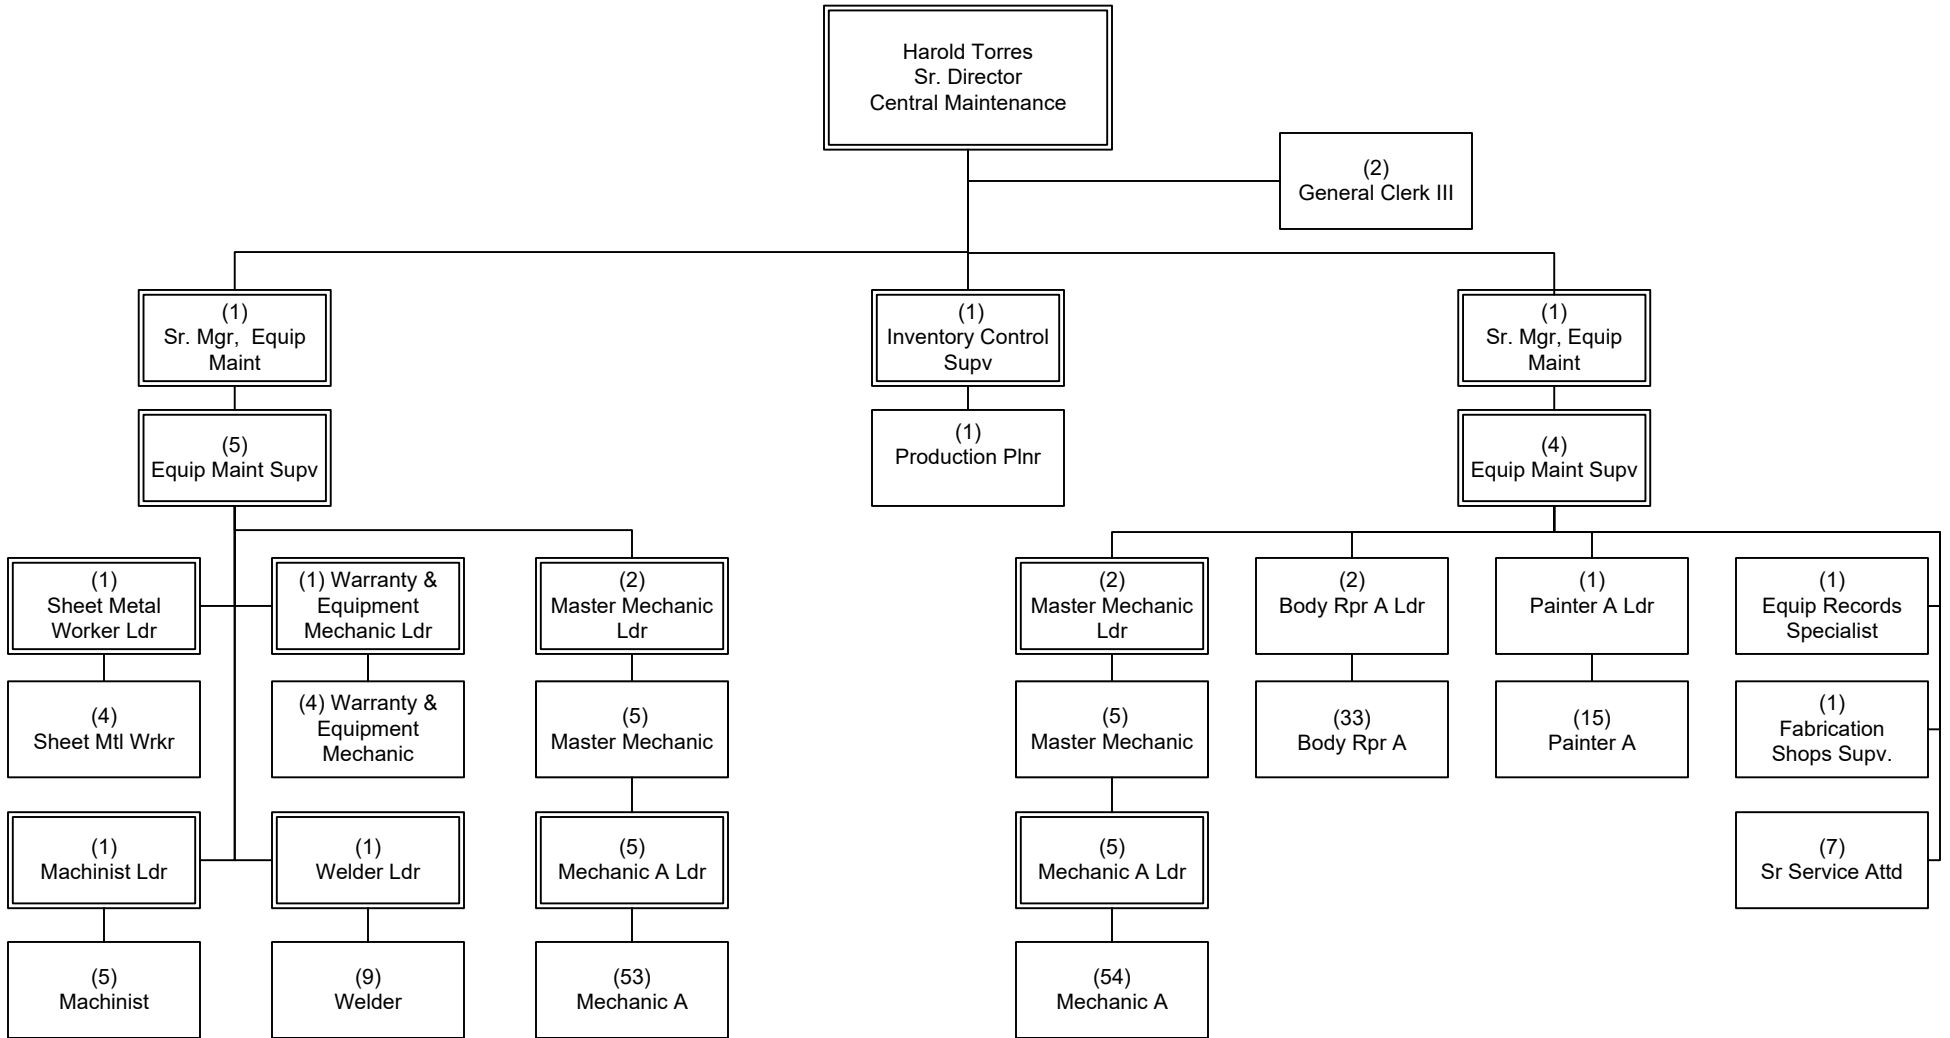 Harold Torres
Sr. Director
Central Maintenance
(2)
General Clerk III
(1)
Sr. Mgr, Equip
Maint
(1)
Inventory Control
Supv
(1)
Sr. Mgr, Equip
Maint
(5)
Equip Maint Supv
(1)
Production Plnr
(4)
Equip Maint Supv
(1)
Sheet Metal
Worker Ldr
(1) Warranty &
Equipment
Mechanic Ldr
(2)
Master Mechanic
Ldr
(2)
Master Mechanic
Ldr
(2)
Body Rpr A Ldr
(1)
Painter A Ldr
(1)
Equip Records
Specialist
(4)
Sheet Mtl Wrkr
(4) Warranty &
Equipment
Mechanic
(5)
Master Mechanic
(5)
Master Mechanic
(33)
Body Rpr A
(15)
Painter A
(1)
Fabrication
Shops Supv.
(1)
Machinist Ldr
(1)
Welder Ldr
(5)
Mechanic A Ldr
(5)
Mechanic A Ldr
(7)
Sr Service Attd
(5)
Machinist
(9)
Welder
(53)
Mechanic A
(54)
Mechanic A